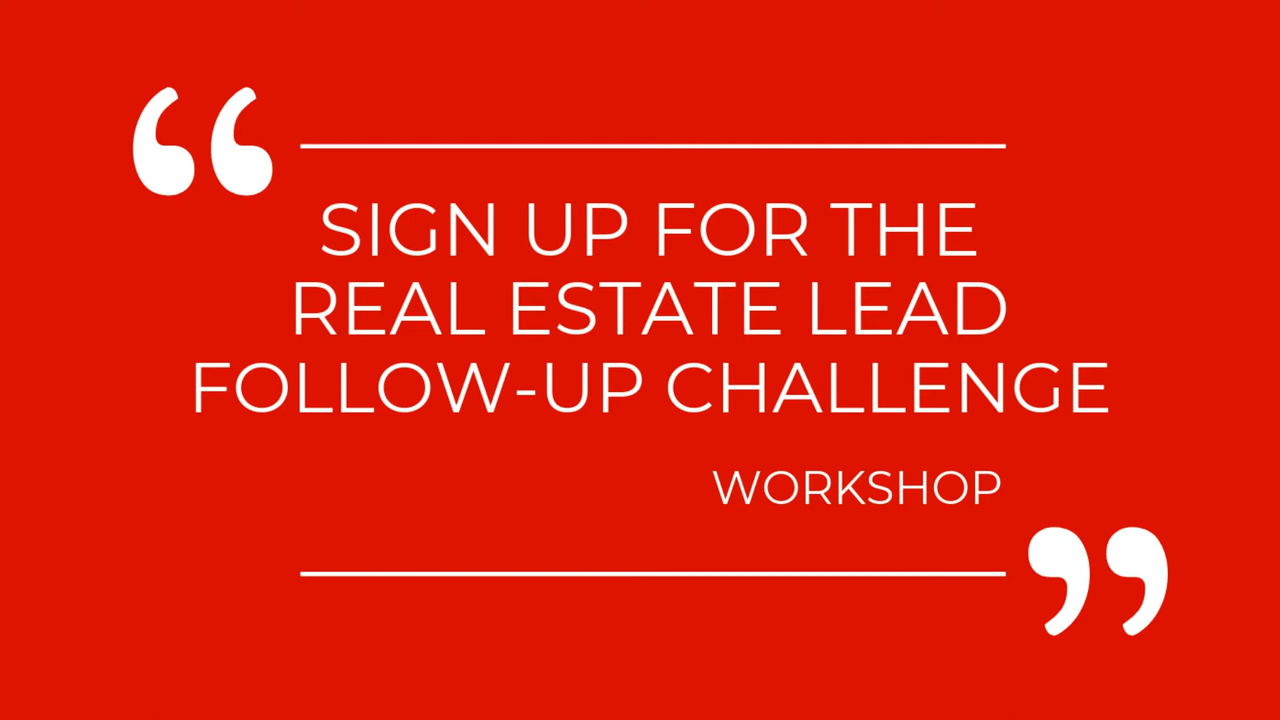 SIGN UP FOR THE
REAL ESTATE LEAD
FOLLOW-UP CHALLENGE
WORKSHOP